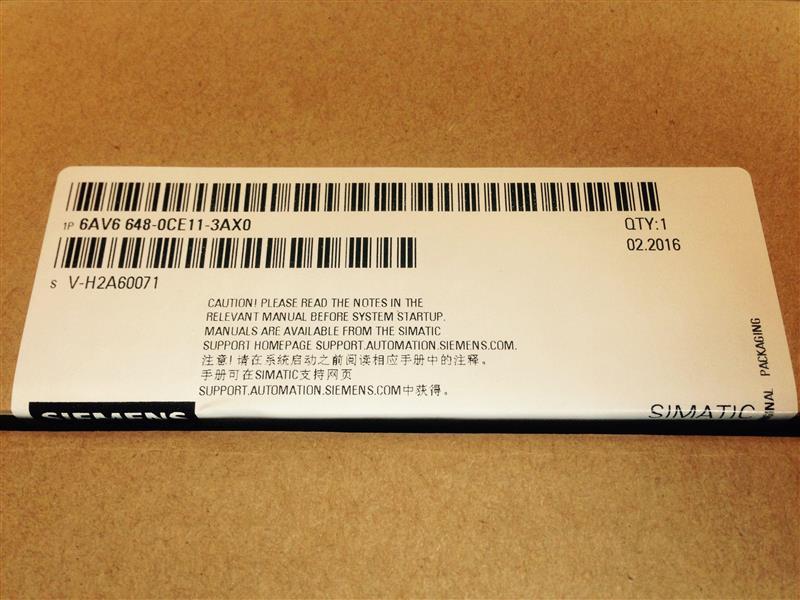 1P 6AV6 648-0CE11-3AX0
QTY:1
02.2016
S V-H2A60071
CAUTION! PLEASE READ THE NOTES IN THE
RELEVANT MANUAL BEFORE SYSTEM STARTUP.
MANUALS ARE AVAILABLE FROM THE SIMATIC
SUPPORT HOMEPAGE SUPPORT.AUTOMATION.SIEMENS.COM.
注意!请在系统启动之前阅读相应手册中的注释。
手册可在SIMATIC支持网页
SUPPORT.AUTOMATION.SIEMENS.COM中获得。
SIEMENS
SIMATIC
PACKAGING